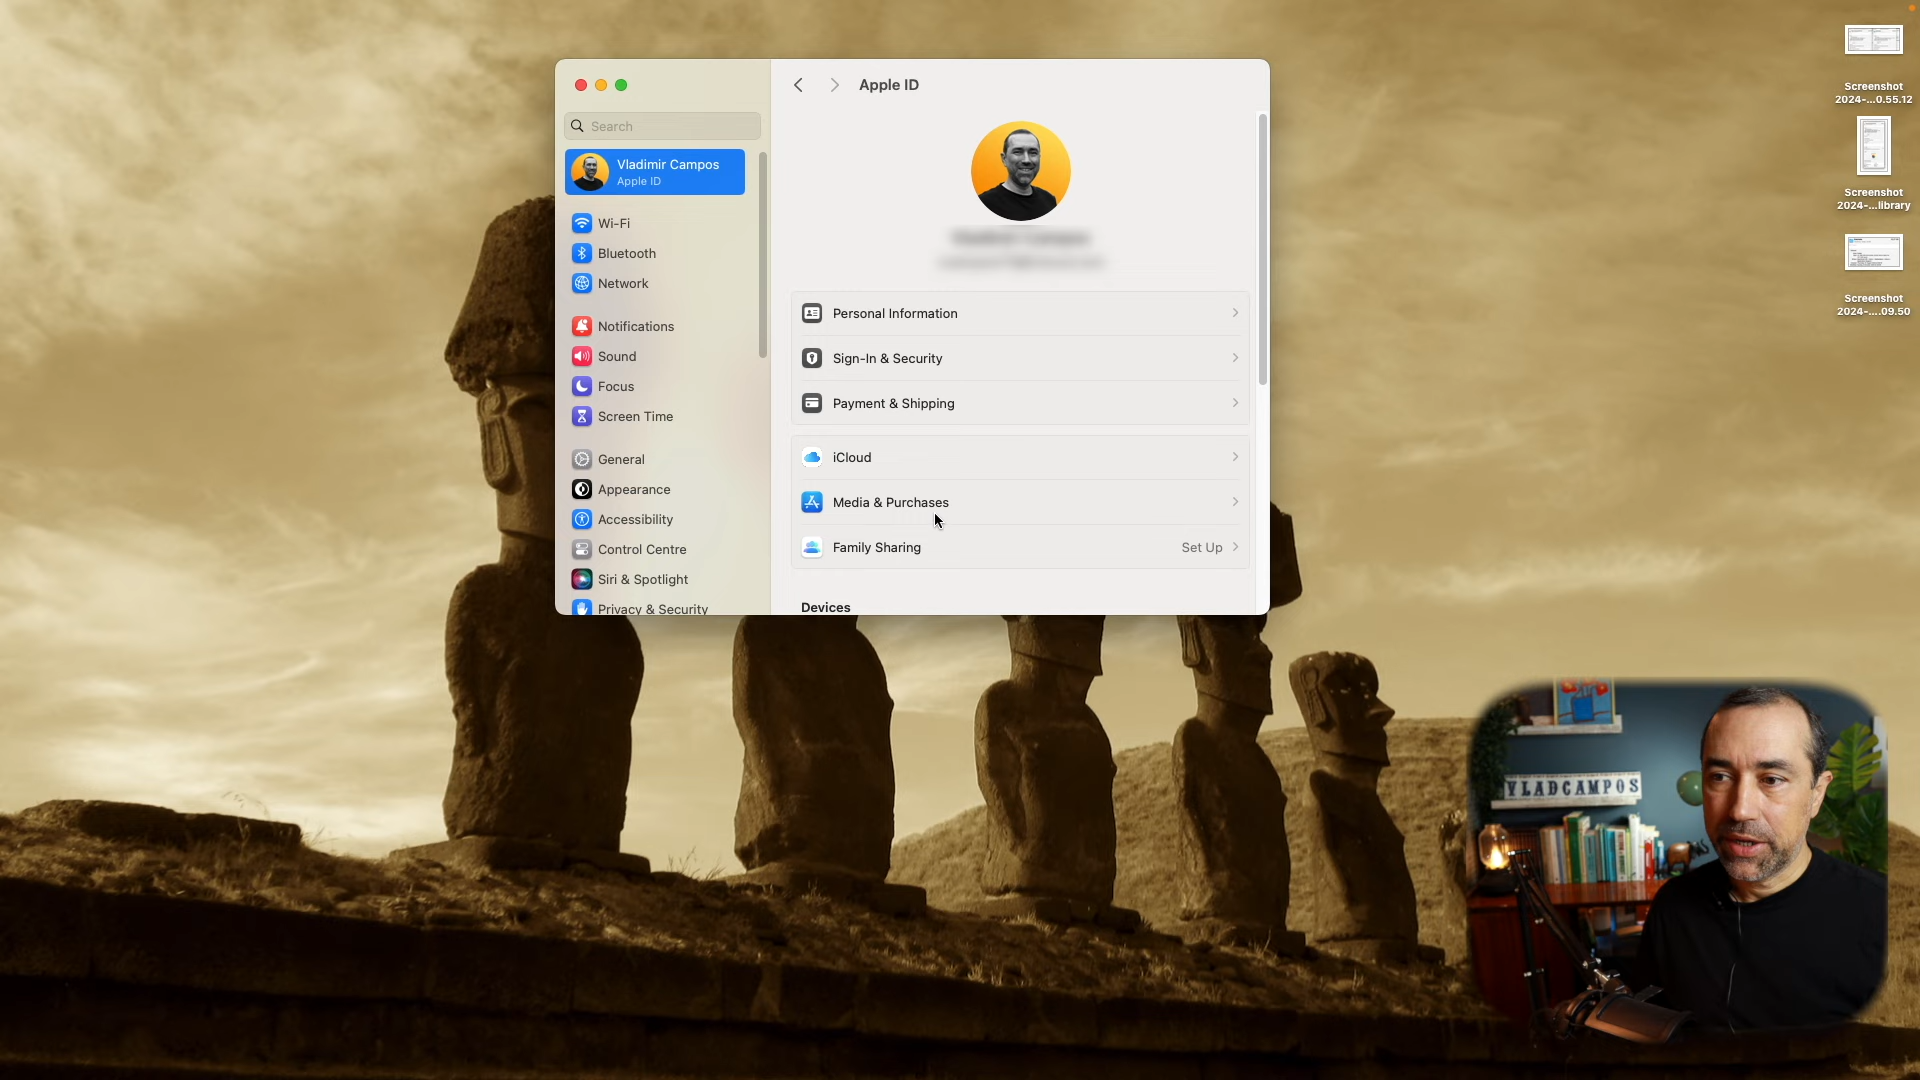 Apple ID
Search
Vladimir Campos
Apple ID
Wi-Fi
Bluetooth
Network
Notifications
Sound
Focus
Screen Time
General
Appearance
Accessibility
Control Centre
Siri & Spotlight
Privacy & Security
Personal Information
Sign-In & Security
Payment & Shipping
iCloud
Media & Purchases
Family Sharing
Set Up
Devices
Screenshot
2024-...0.55.12
Screenshot
2024-...library
Screenshot
2024-....09.50
VLADCAMPOS